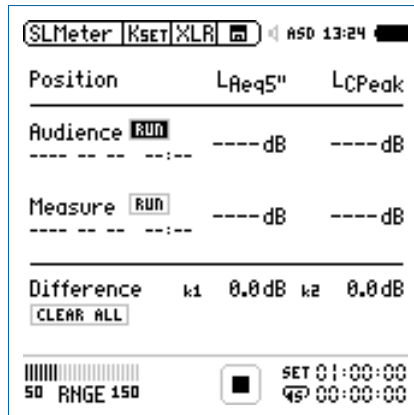 SLMeter KSET XLR ASD 13:24
Position LAeq5" LCPeak
Audience RUN ----dB ----dB
---- -- -- --:--
Measure RUN ----dB ----dB
---- -- -- --:--
Difference k1 0.0dB k2 0.0dB
CLEAR ALL
SET 01:00:00
50 RNGE 150 00:00:00